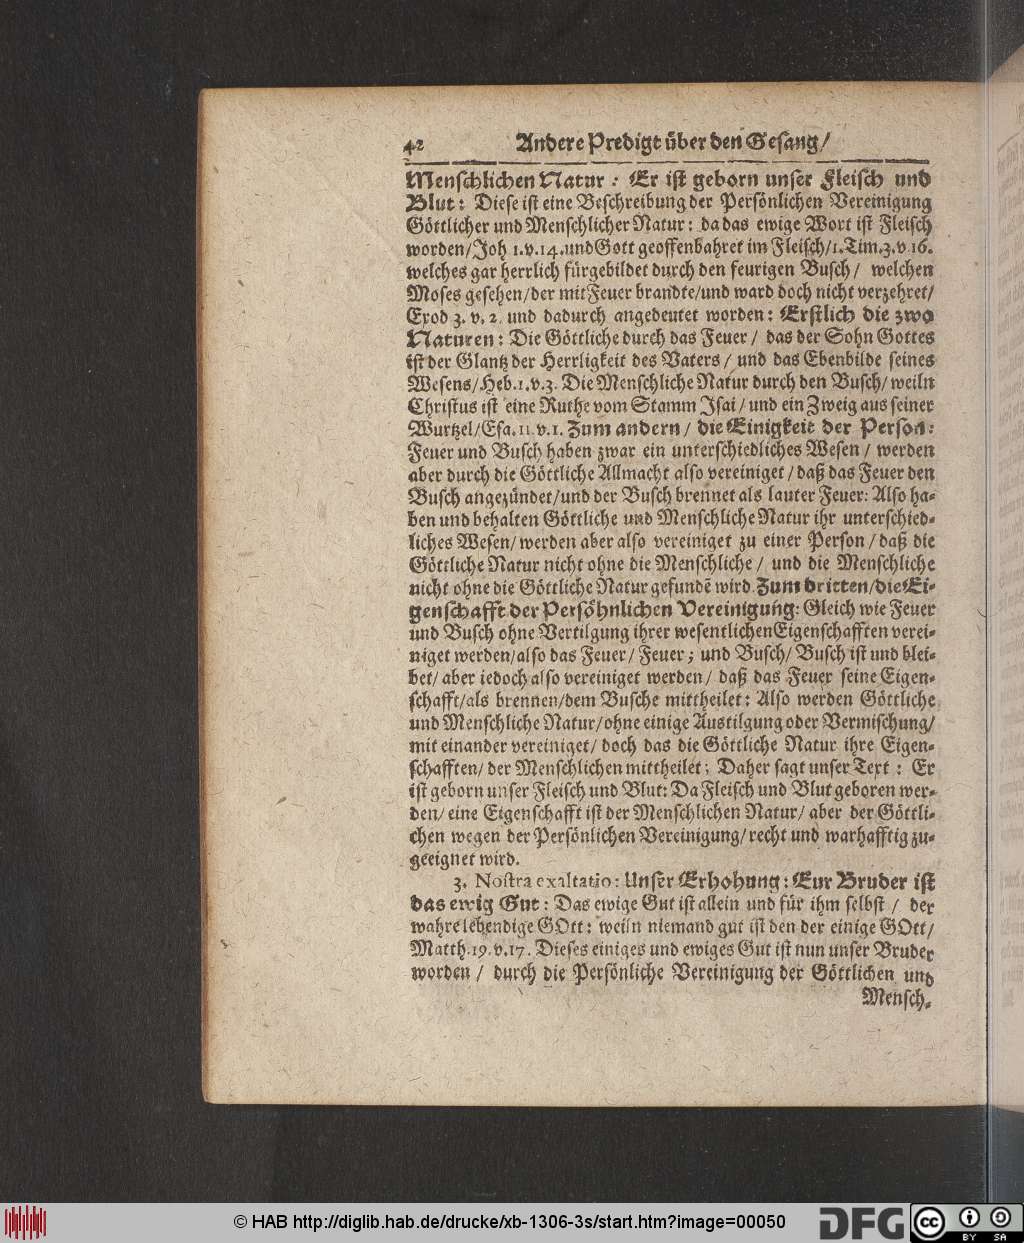 42 Andere Predigt über den Gesang/
Menschlichen Natur: Er ist geborn unser Fleisch und
Blut: Diese ist eine Beschreibung der Persönlichen Vereinigung
Göttlicher und Menschlicher Natur: da das ewige Wort ist Fleisch
worden/Joh 1.v.14.und Gott geoffenbahret im Fleisch/1.Tim.3.v.16.
welches gar herrlich fürgebildet durch den feurigen Busch/ welchen
Moses gesehen/der mit Feuer brandte/und ward doch nicht verzehret/
Exod 3. v. 2. und dadurch angedeutet worden: Erstlich die zwo
Naturen: Die Göttliche durch das Feuer/ das der Sohn Gottes
ist der Glantz der Herrligkeit des Vaters/ und das Ebenbilde seines
Wesens/Heb.1.v.3. Die Menschliche Natur durch den Busch/weiln
Christus ist eine Ruthe vom Stamm Isai/und ein Zweig aus seiner
Wurtzel/Esa.11.v.1. Zum andern/ die Einigkeit der Person:
Feuer und Busch haben zwar ein unterschiedliches Wesen/ werden
aber durch die Göttliche Allmacht also vereiniget/daß das Feuer den
Busch angezündet/und der Busch brennet als lauter Feuer: Also ha-
ben und behalten Göttliche und Menschliche Natur ihr unterschied-
liches Wesen/werden aber also vereiniget zu einer Person/daß die
Göttliche Natur nicht ohne die Menschliche/ und die Menschliche
nicht ohne die Göttliche Natur gefundē wird. Zum dritten/die Ei-
genschafft der Persöhnlichen Vereinigung: Gleich wie Feuer
und Busch ohne Vertilgung ihrer wesentlichen Eigenschafften verei-
niget werden/also das Feuer/Feuer; und Busch/Busch ist und blei-
bet/aber iedoch also vereiniget werden/ daß das Feuer seine Eigen-
schafft/als brennen/dem Busche mittheilet: Also werden Göttliche
und Menschliche Natur/ohne einige Austilgung oder Vermischung/
mit einander vereiniget/ doch das die Göttliche Natur ihre Eigen-
schafften/der Menschlichen mittheilet; Daher sagt unser Text: Er
ist geborn unser Fleisch und Blut: Da Fleisch und Blut geboren wer-
den/eine Eigenschafft ist der Menschlichen Natur/ aber der Göttli-
chen wegen der Persönlichen Vereinigung/recht und warhafftig zu-
geeignet wird.
3. Nostra exaltatio: Unser Erhohung: Eur Bruder ist
das ewig Gut: Das ewige Gut ist allein und für ihm selbst/ der
wahre lebendige GOtt: weiln niemand gut ist den der einige GOtt/
Matth.19.v.17. Dieses einiges und ewiges Gut ist nun unser Bruder
worden/ durch die Persönliche Vereinigung der Göttlichen und
Mensch-
© HAB http://diglib.hab.de/drucke/xb-1306-3s/start.htm?image=00050
DFG
cc BY SA